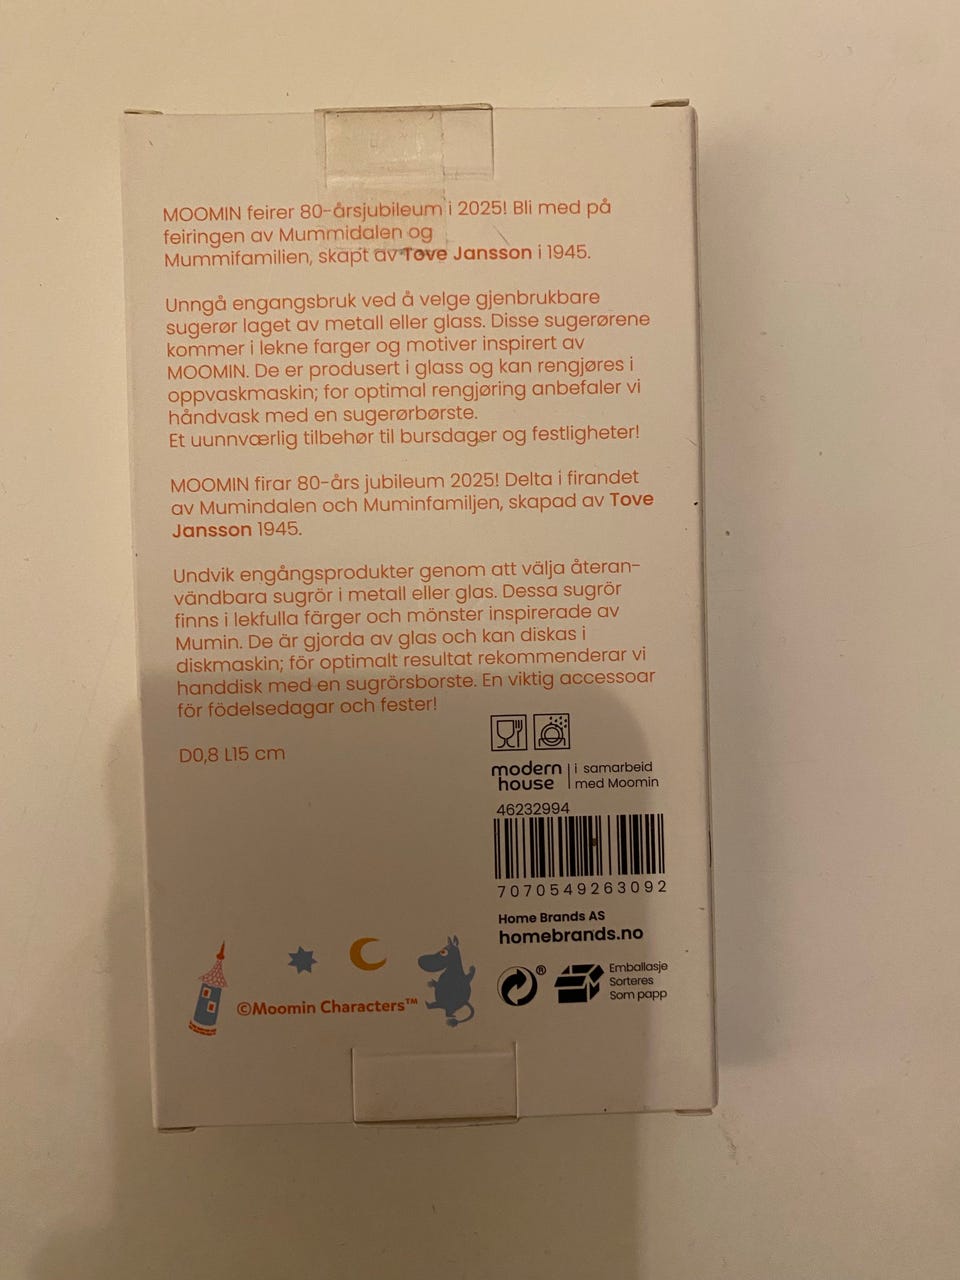 MOOMIN feirer 80-årsjubileum i 2025! Bli med på
feiringen av Mummidalen og
Mummifamilien, skapt av Tove Jansson i 1945.
Unngå engangsbruk ved å velge gjenbrukbare
sugerør laget av metall eller glass. Disse sugerørene
kommer i lekne farger og motiver inspirert av
MOOMIN. De er produsert i glass og kan rengjøres i
oppvaskmaskin; for optimal rengjøring anbefaler vi
håndvask med en sugerørbørste.
Et uunnværlig tilbehør til bursdager og festligheter!
MOOMIN firar 80-års jubileum 2025! Delta i firandet
av Mumindalen och Muminfamiljen, skapad av Tove
Jansson 1945.
Undvik engångsprodukter genom att välja återan-
vändbara sugrör i metall eller glas. Dessa sugrör
finns i lekfulla färger och mönster inspirerade av
Mumin. De är gjorda av glas och kan diskas i
diskmaskin; för optimalt resultat rekommenderar vi
handdisk med en sugrörsborste. En viktig accessoar
för födelsedagar och fester!
D0,8 L15 cm
modern house | i samarbeid med Moomin
46232994
7070549263092
Home Brands AS
homebrands.no
®
Emballasje
Sorteres
Som papp
©Moomin Characters™